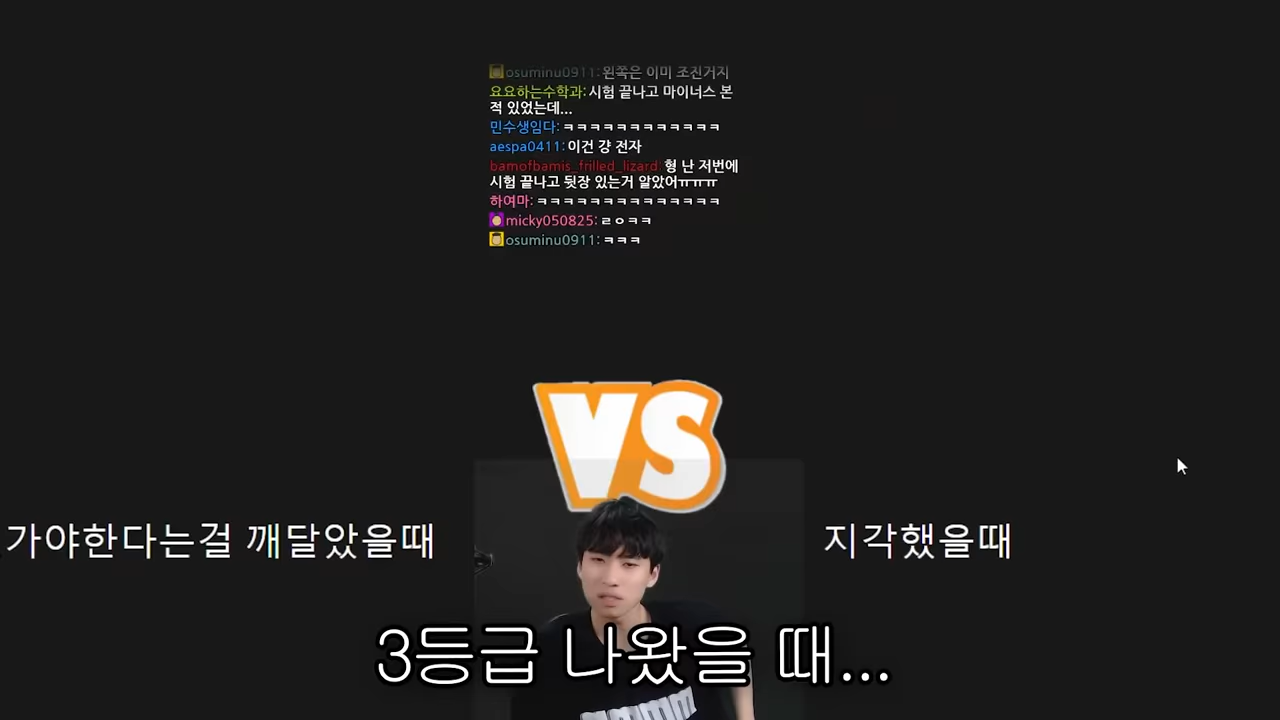 osuminu0911: 왼쪽은 이미 조진거지
요요하는수학과: 시험 끝나고 마이너스 본
적 있었는데...
민수생임다: ㅋㅋㅋㅋㅋㅋㅋㅋㅋㅋㅋㅋ
aespa0411: 이건 걍 전자
bamofbamis_frilled_lizard: 형 난 저번에
시험 끝나고 뒷장 있는거 알았어ㅠㅠㅠ
하여마: ㅋㅋㅋㅋㅋㅋㅋㅋㅋㅋㅋㅋㅋㅋ
micky050825: ㄹㅇㅋㅋ
osuminu0911: ㅋㅋㅋ
VS
가야한다는걸 깨달았을때
지각했을때
3등급 나왔을 때...